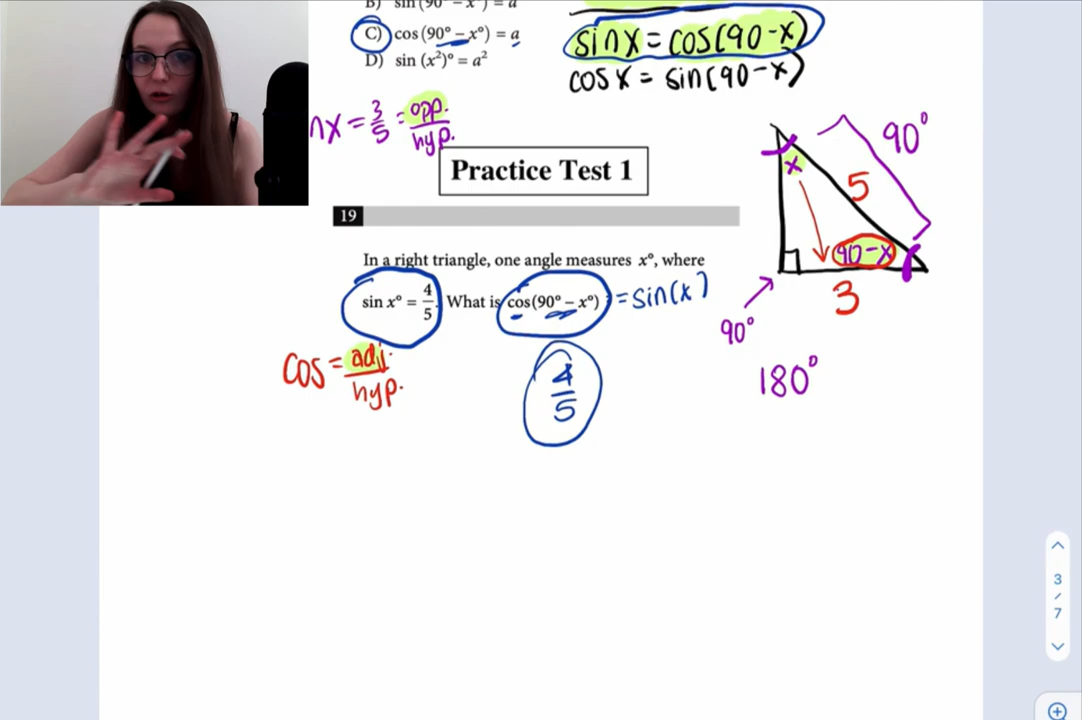 C) cos (90° − x°) = a
D) sin (x²)° = a²
sin x = cos(90-x)
cos x = sin(90-x)
nx = 3/5 = opp./hyp.
Practice Test 1
19
In a right triangle, one angle measures x°, where
sin x° = 4/5. What is cos(90° − x°) = sin(x)
cos = adj./hyp.
4/5
x
5
90°
90-x
3
90°
180°
3
/
7